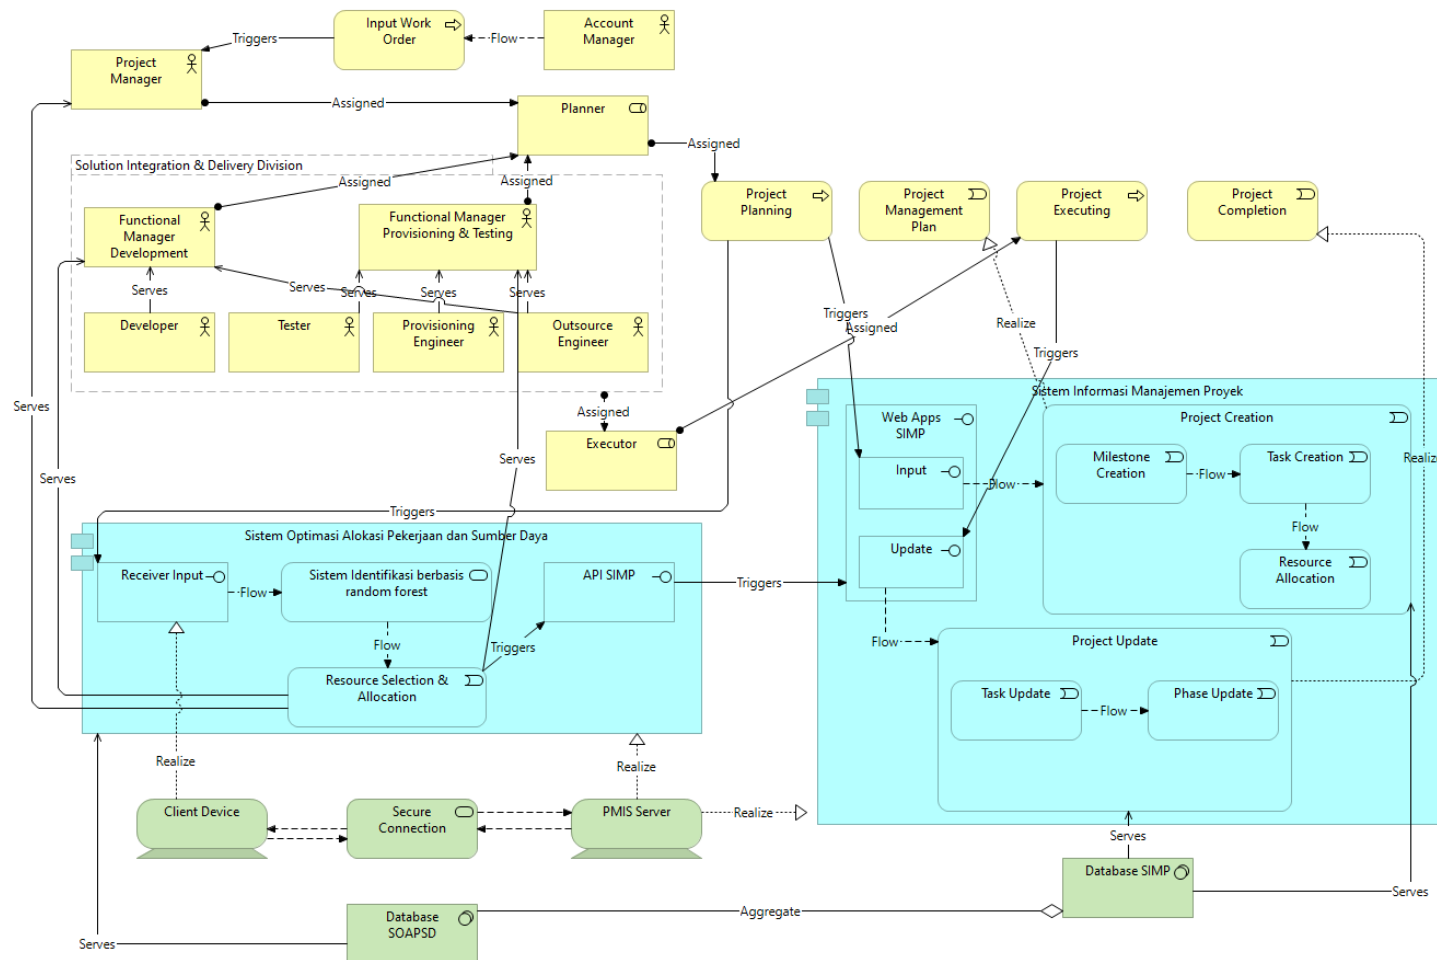 Input Work
Order
Account
Manager
Triggers
Flow
Project
Manager
Assigned
Planner
Assigned
Solution Integration & Delivery Division
Assigned
Assigned
Project
Planning
Project
Management
Plan
Project
Executing
Project
Completion
Functional
Manager
Development
Functional Manager
Provisioning & Testing
Serves
Serves
Serves
Serves
Serves
Developer
Tester
Provisioning
Engineer
Outsource
Engineer
Triggers
Assigned
Realize
Triggers
Serves
Assigned
Executor
Sistem Informasi Manajemen Proyek
Web Apps
SIMP
Project Creation
Input
Flow
Milestone
Creation
Flow
Task Creation
Realize
Serves
Serves
Triggers
Flow
Sistem Optimasi Alokasi Pekerjaan dan Sumber Daya
Update
Resource
Allocation
Receiver Input
Flow
Sistem Identifikasi berbasis
random forest
API SIMP
Triggers
Flow
Triggers
Flow
Project Update
Resource Selection &
Allocation
Task Update
Flow
Phase Update
Realize
Realize
Client Device
Secure
Connection
PMIS Server
Realize
Serves
Database SIMP
Serves
Database
SOAPSD
Aggregate
Serves